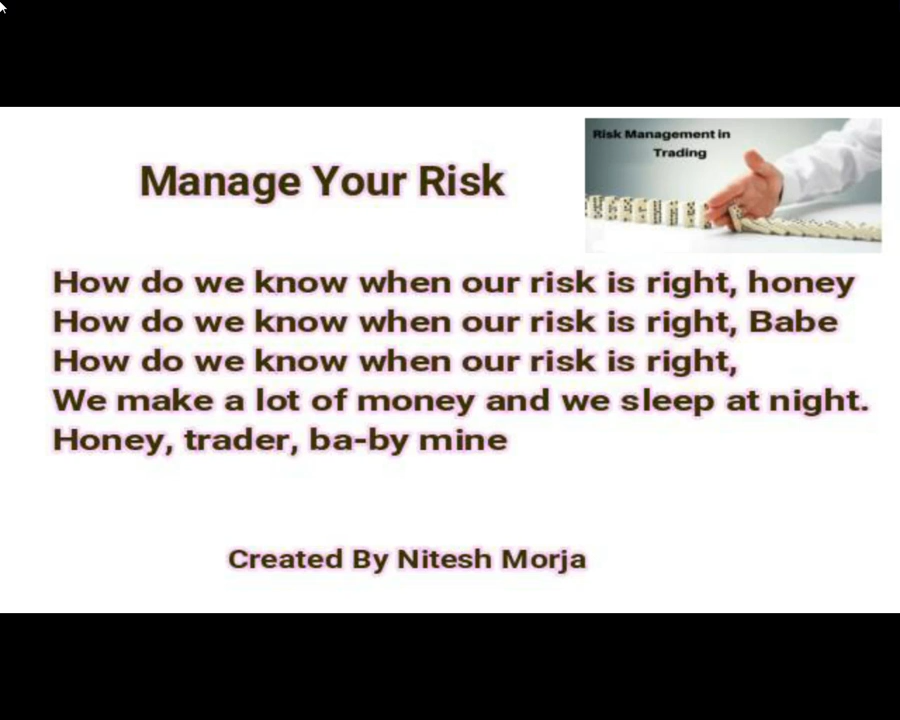 Risk Management in
Trading
Manage Your Risk
How do we know when our risk is right, honey
How do we know when our risk is right, Babe
How do we know when our risk is right,
We make a lot of money and we sleep at night.
Honey, trader, ba-by mine
Created By Nitesh Morja